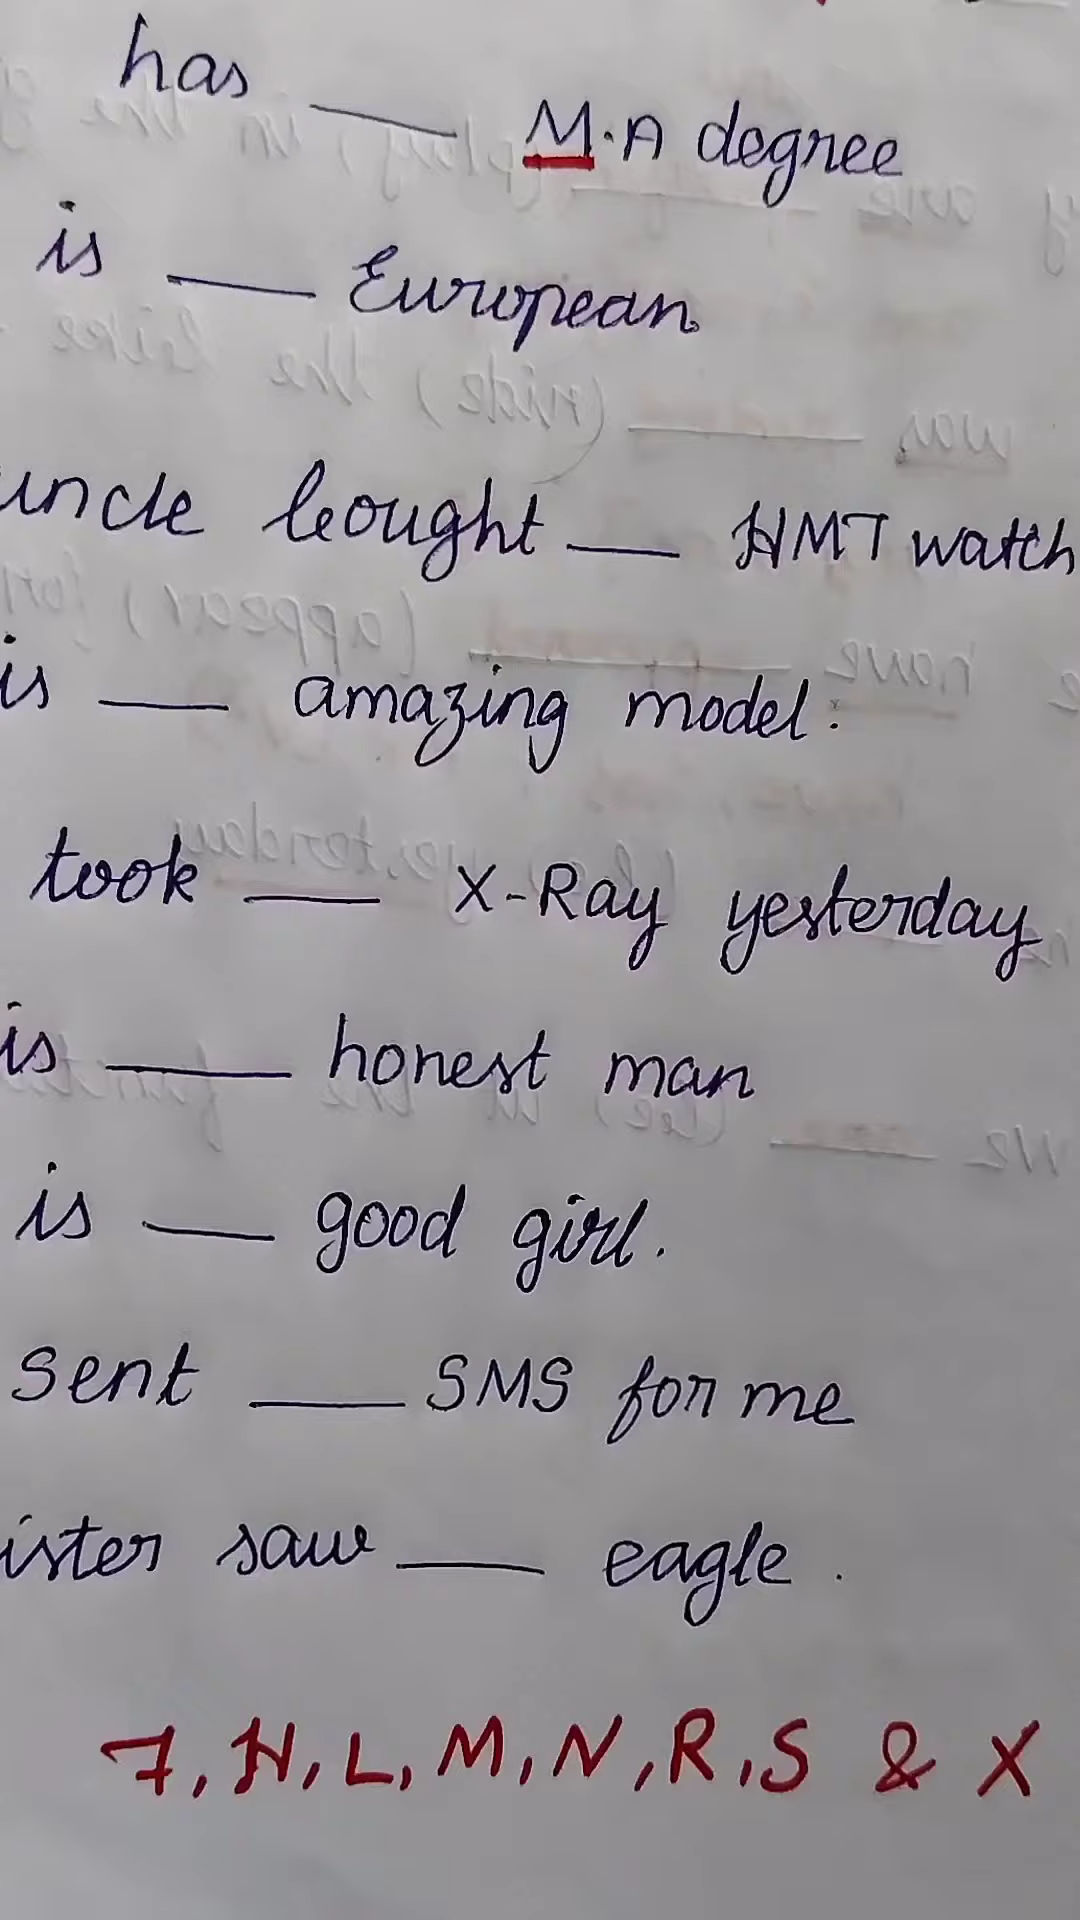 has ____ M.A degree
is ____ European.
uncle bought ____ HMT watch
is ____ amazing model.
took ____ X-Ray yesterday
is ____ honest man
is ____ good girl.
sent ____ SMS for me
ister saw ____ eagle.
F, H, L, M, N, R, S & X